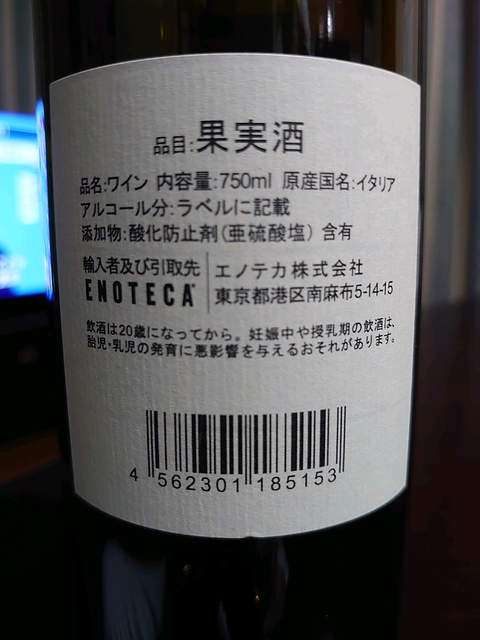 品目:果実酒
品名:ワイン 内容量:750ml 原産国名:イタリア
アルコール分:ラベルに記載
添加物:酸化防止剤(亜硫酸塩) 含有
輸入者及び引取先
ENOTECA
エノテカ株式会社
東京都港区南麻布5-14-15
飲酒は20歳になってから。妊娠中や授乳期の飲酒は、
胎児・乳児の発育に悪影響を与えるおそれがあります。
4 562301 185153